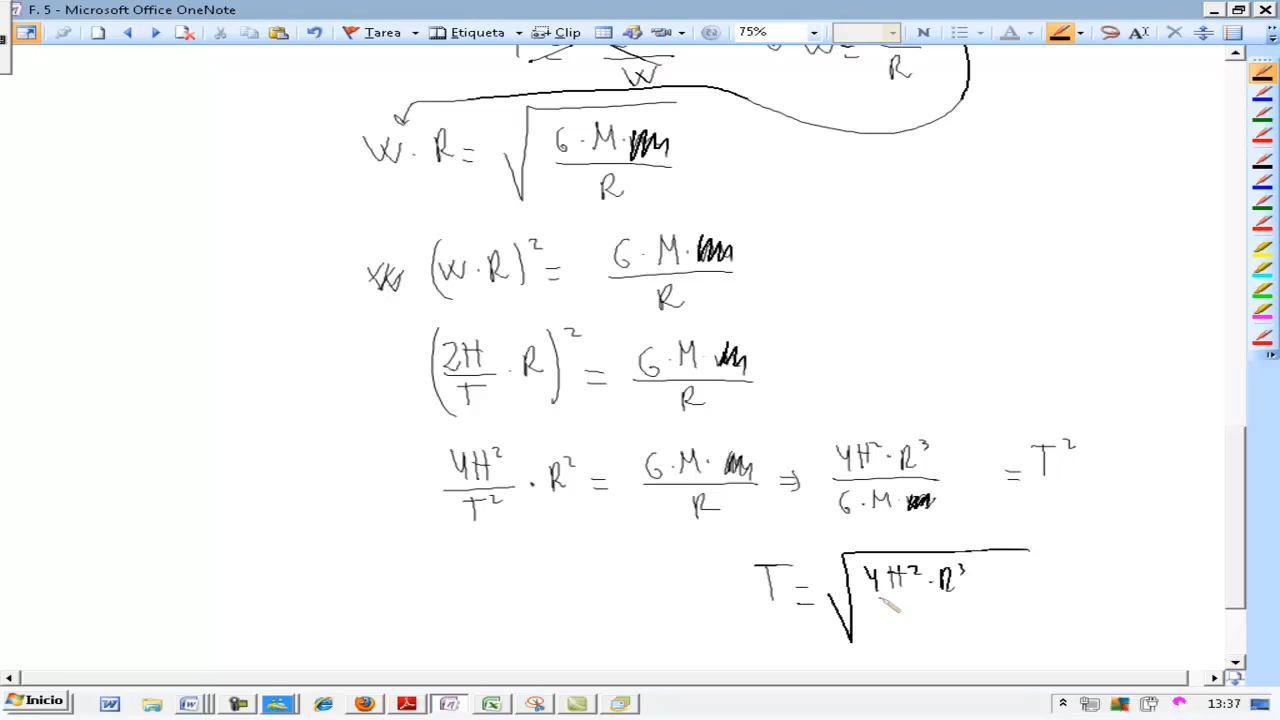 F. 5 - Microsoft Office OneNote
Tarea Etiqueta Clip 75% N A
W W = R
W · R = √ G · M · / R
(W · R)² = G · M · / R
(2π / T · R)² = G · M · / R
4π² / T² · R² = G · M · / R ⇒ 4π² · R³ / G · M · = T²
T = √ 4π² · R³
Inicio 13:37